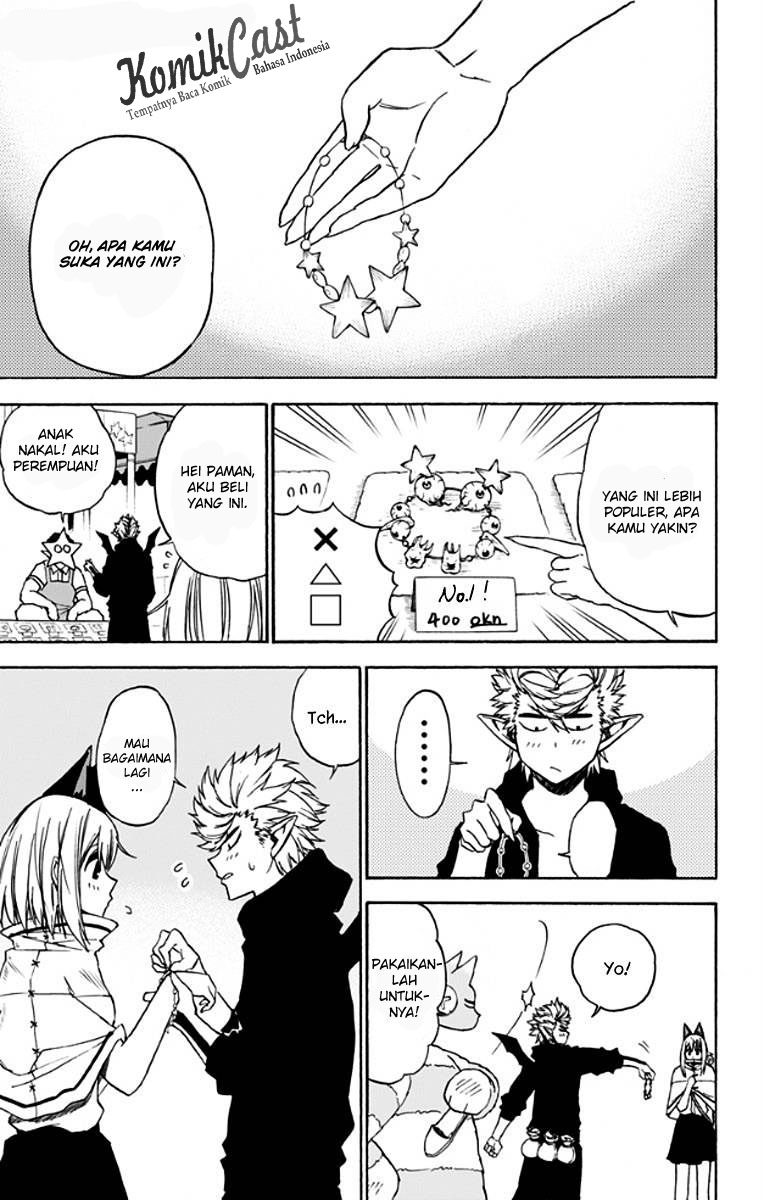 KomikCast
Tempatnya Baca Komik Bahasa Indonesia
OH, APA KAMU
SUKA YANG INI?
YANG INI LEBIH
POPULER, APA
KAMU YAKIN?
No.1!
400 okn
HEI PAMAN,
AKU BELI
YANG INI.
ANAK
NAKAL! AKU
PEREMPUAN!
......
Tch...
MAU
BAGAIMANA
LAGI
...
Yo!
PAKAIKAN-
LAH
UNTUK-
NYA!